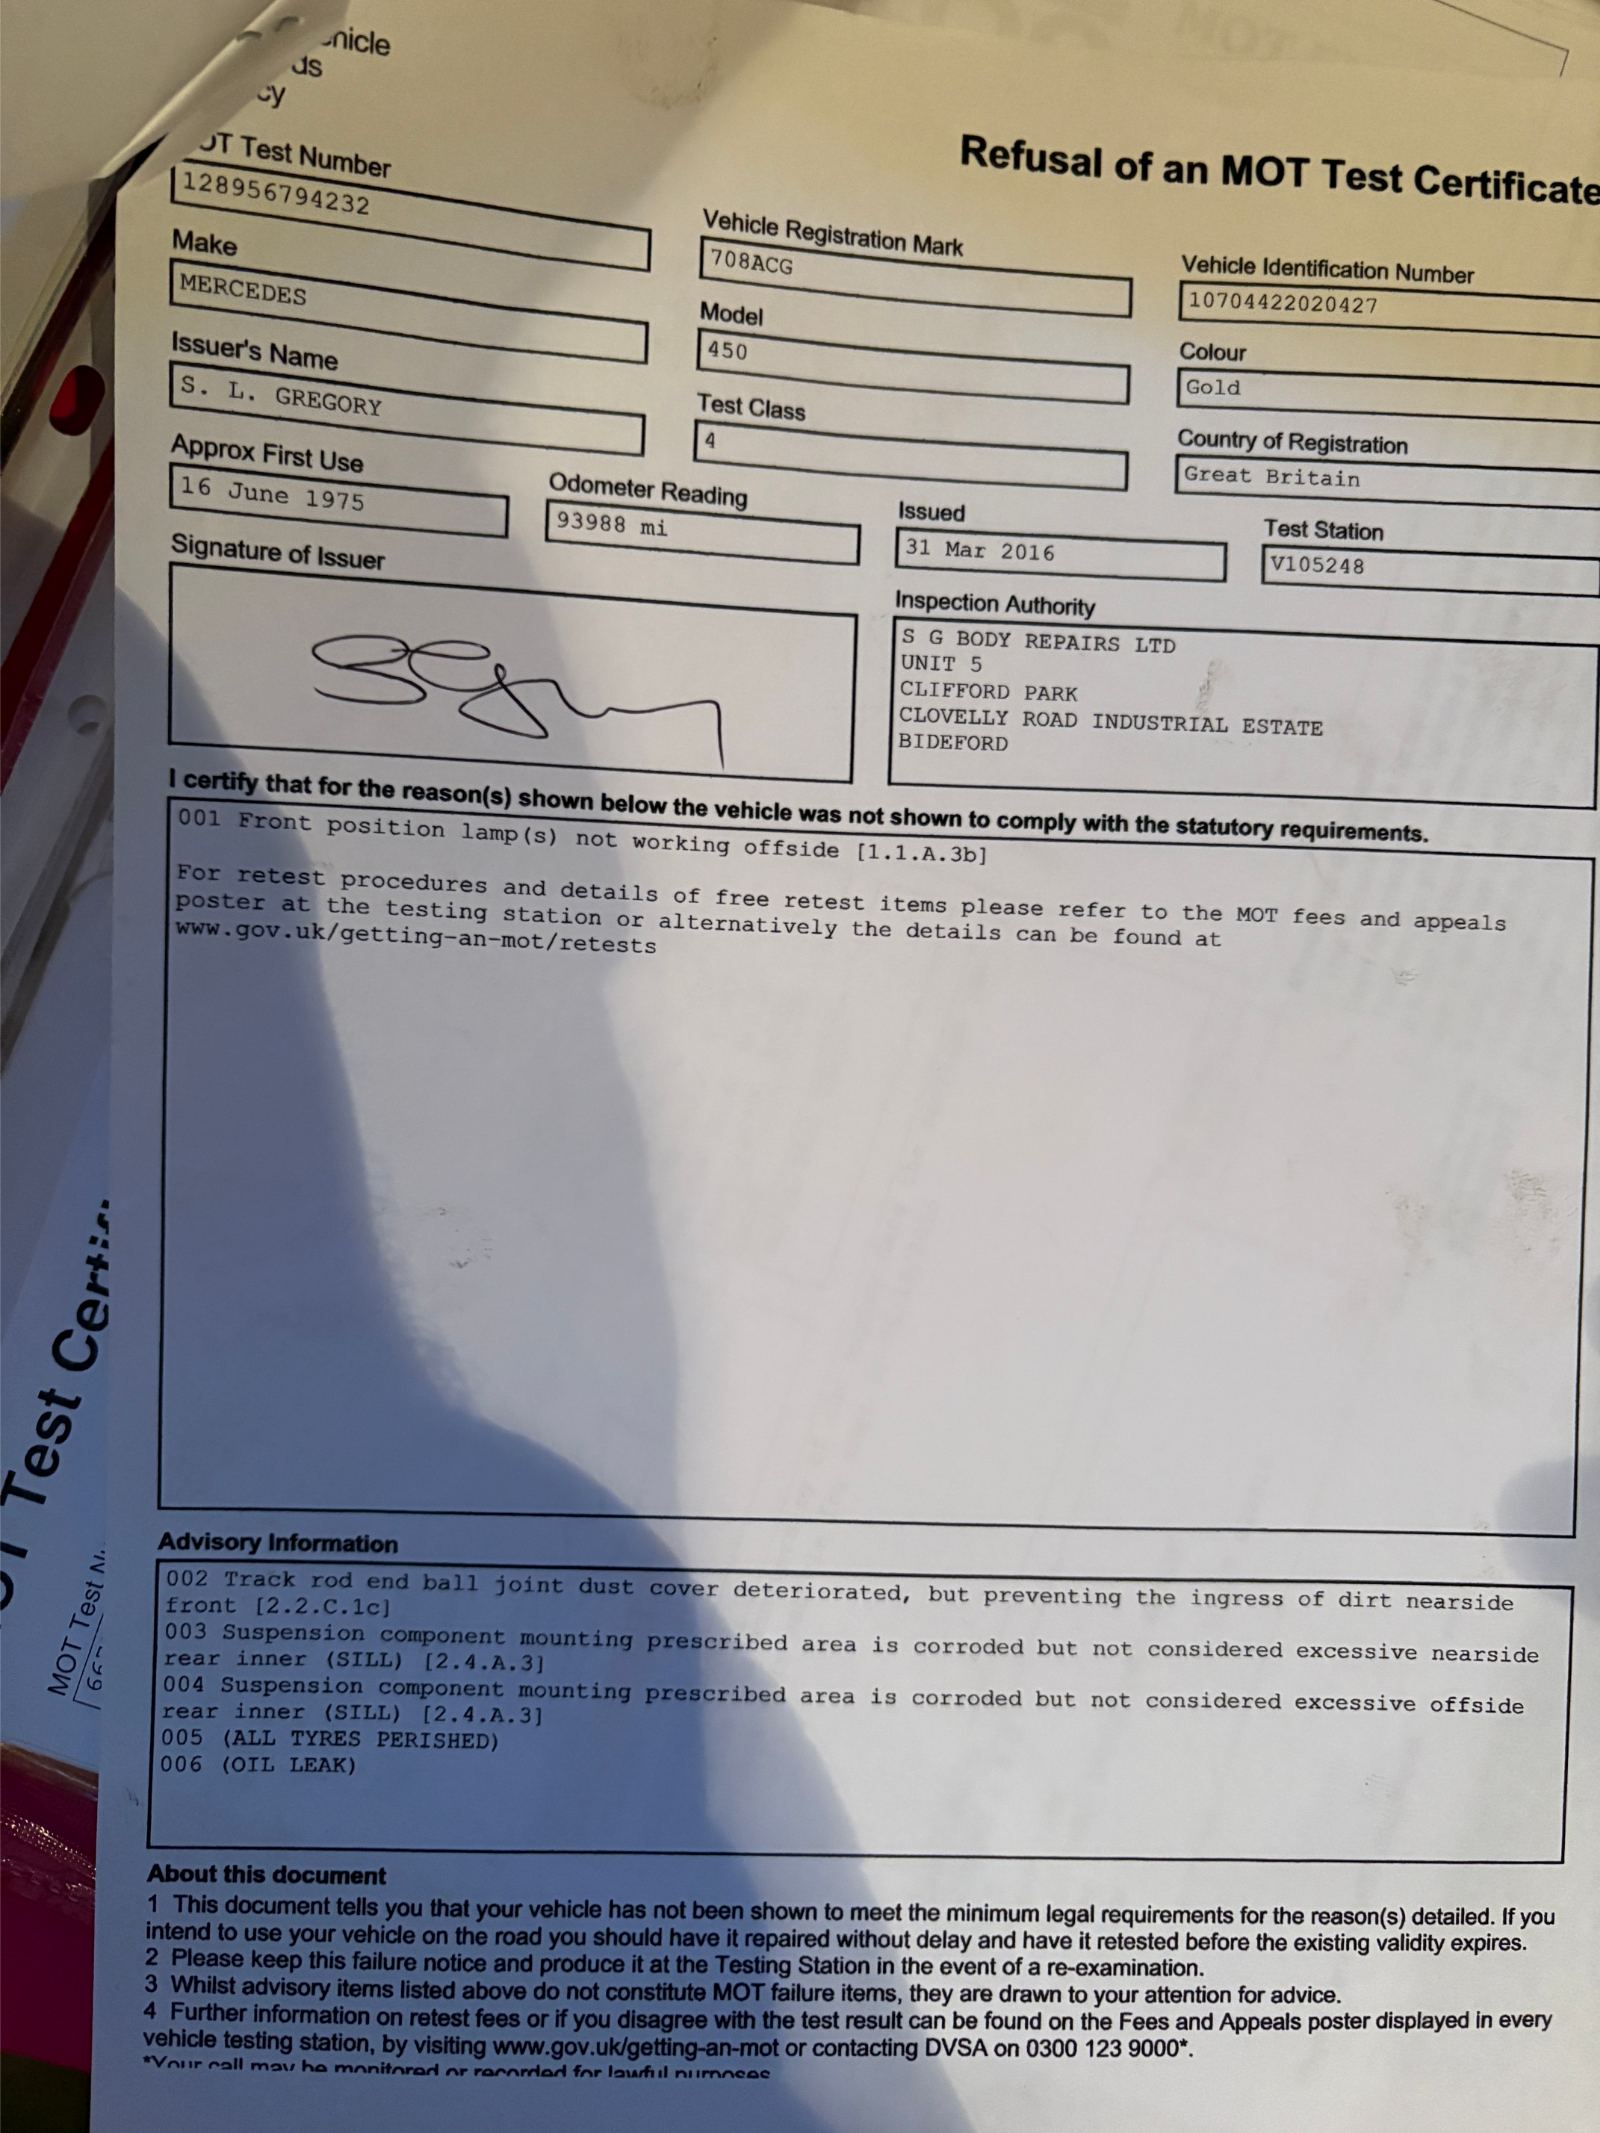 Refusal of an MOT Test Certificate
Test Number
128956794232
Vehicle Registration Mark
708ACG
Vehicle Identification Number
10704422020427
Make
MERCEDES
Model
450
Colour
Gold
Issuer's Name
S. L. GREGORY
Test Class
4
Country of Registration
Great Britain
Approx First Use
16 June 1975
Odometer Reading
93988 mi
Issued
31 Mar 2016
Test Station
V105248
Signature of Issuer
Inspection Authority
S G BODY REPAIRS LTD
UNIT 5
CLIFFORD PARK
CLOVELLY ROAD INDUSTRIAL ESTATE
BIDEFORD
I certify that for the reason(s) shown below the vehicle was not shown to comply with the statutory requirements.
001 Front position lamp(s) not working offside [1.1.A.3b]
For retest procedures and details of free retest items please refer to the MOT fees and appeals
poster at the testing station or alternatively the details can be found at
www.gov.uk/getting-an-mot/retests
Advisory Information
002 Track rod end ball joint dust cover deteriorated, but preventing the ingress of dirt nearside
front [2.2.C.1c]
003 Suspension component mounting prescribed area is corroded but not considered excessive nearside
rear inner (SILL) [2.4.A.3]
004 Suspension component mounting prescribed area is corroded but not considered excessive offside
rear inner (SILL) [2.4.A.3]
005 (ALL TYRES PERISHED)
006 (OIL LEAK)
About this document
1 This document tells you that your vehicle has not been shown to meet the minimum legal requirements for the reason(s) detailed. If you
intend to use your vehicle on the road you should have it repaired without delay and have it retested before the existing validity expires.
2 Please keep this failure notice and produce it at the Testing Station in the event of a re-examination.
3 Whilst advisory items listed above do not constitute MOT failure items, they are drawn to your attention for advice.
4 Further information on retest fees or if you disagree with the test result can be found on the Fees and Appeals poster displayed in every
vehicle testing station, by visiting www.gov.uk/getting-an-mot or contacting DVSA on 0300 123 9000*.
*Your call may be monitored or recorded for lawful purposes
Test
MOT Test